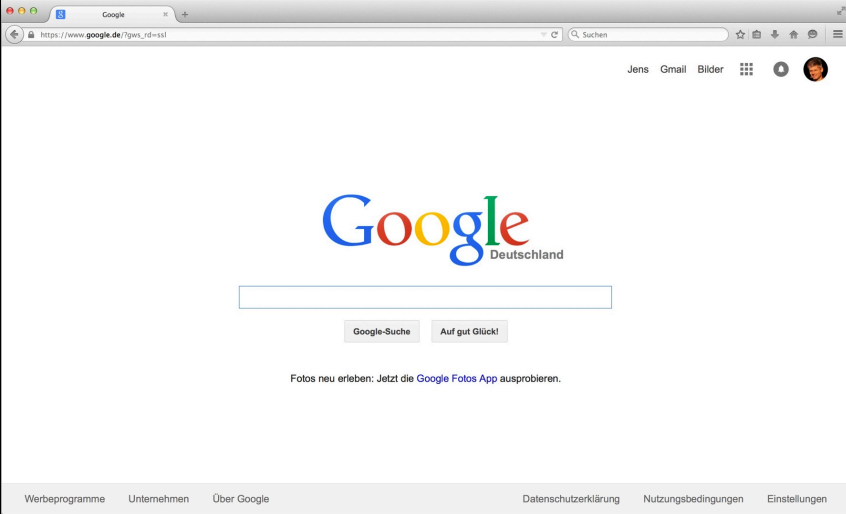 Google
https://www.google.de/?gws_rd=ssl
Suchen
Jens Gmail Bilder
Google
Deutschland
Google-Suche Auf gut Glück!
Fotos neu erleben: Jetzt die Google Fotos App ausprobieren.
Werbeprogramme Unternehmen Über Google Datenschutzerklärung Nutzungsbedingungen Einstellungen